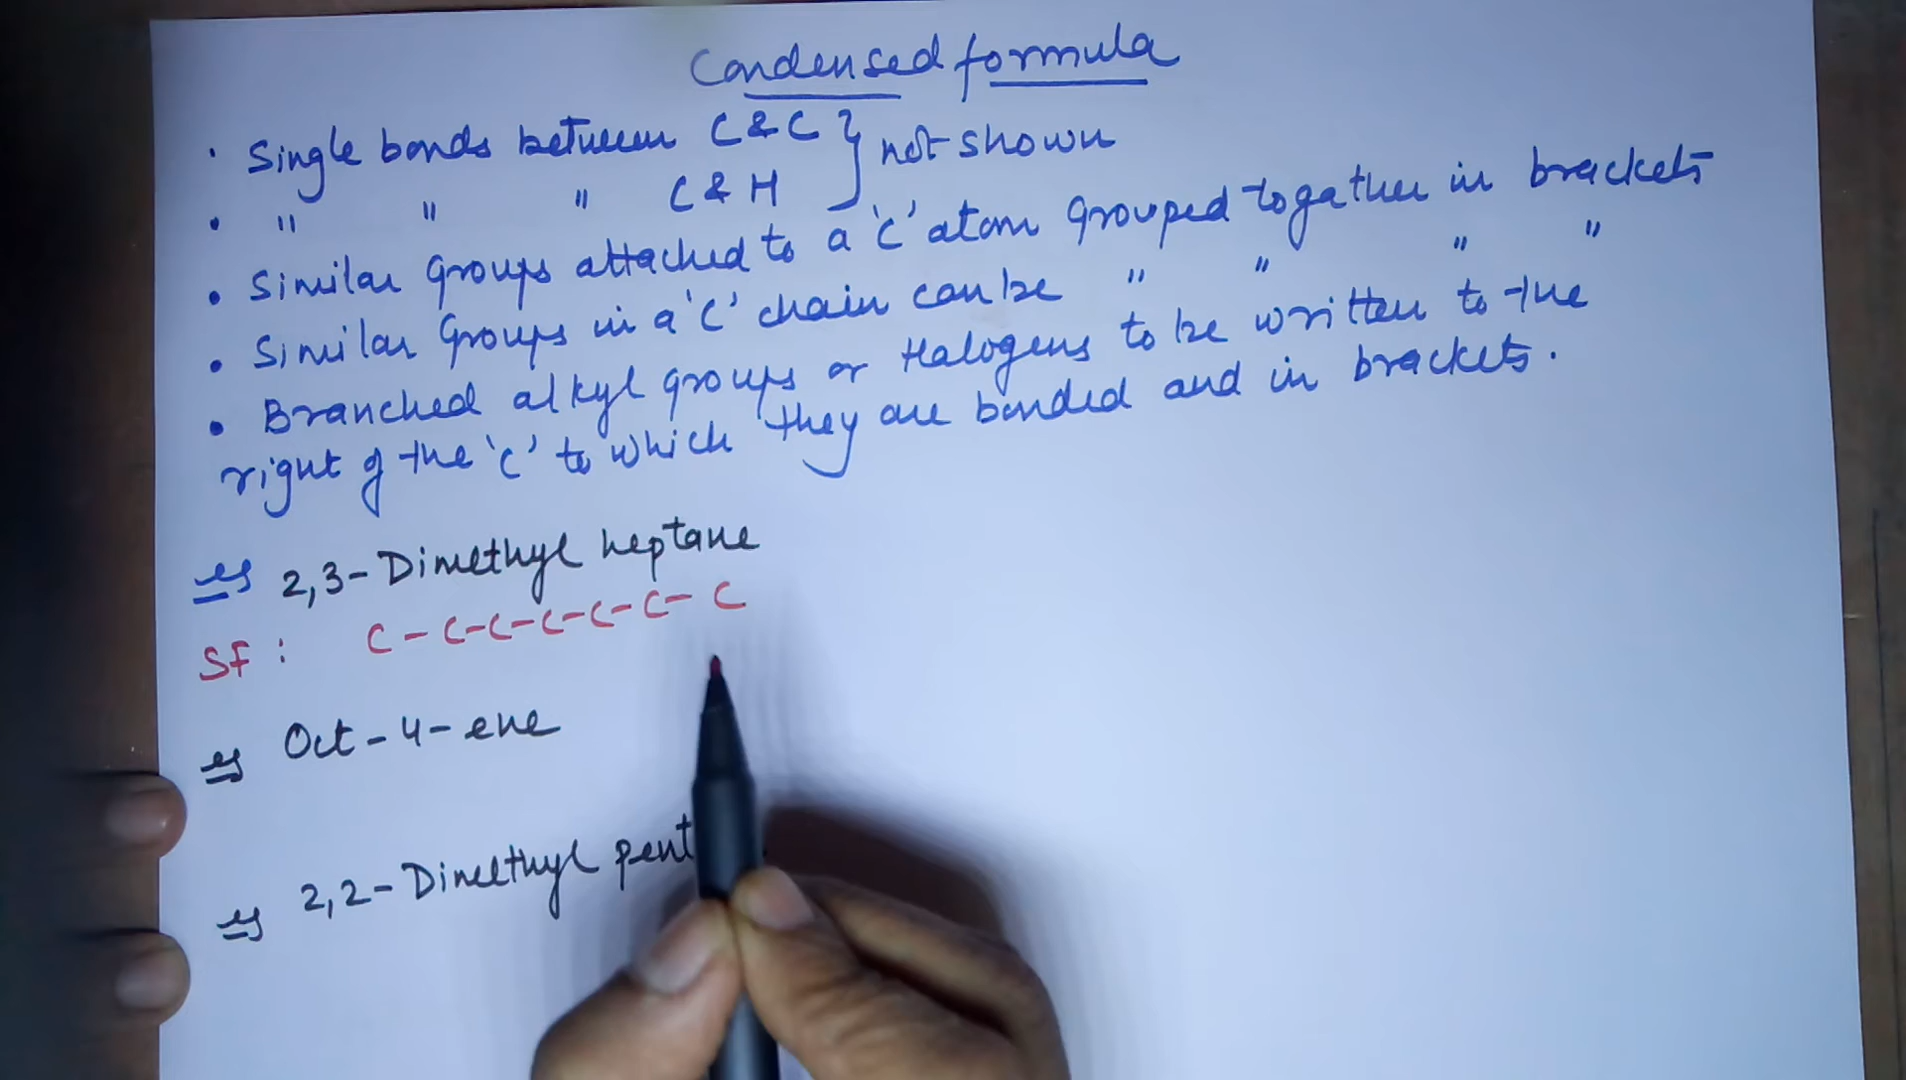 Condensed formula
• Single bonds between C & C } not shown
• " " " C & H
• Similar Groups attached to a 'C' atom Grouped togather in brackets
• Similar Groups in a 'C' chain can be " " " "
• Branched alkyl groups or Halogens to be written to the
right of the 'C' to which they are bonded and in brackets.
eg 2,3-Dimethyl heptane
SF : C-C-C-C-C-C-C
eg Oct-4-ene
eg 2,2-Dimethyl pent